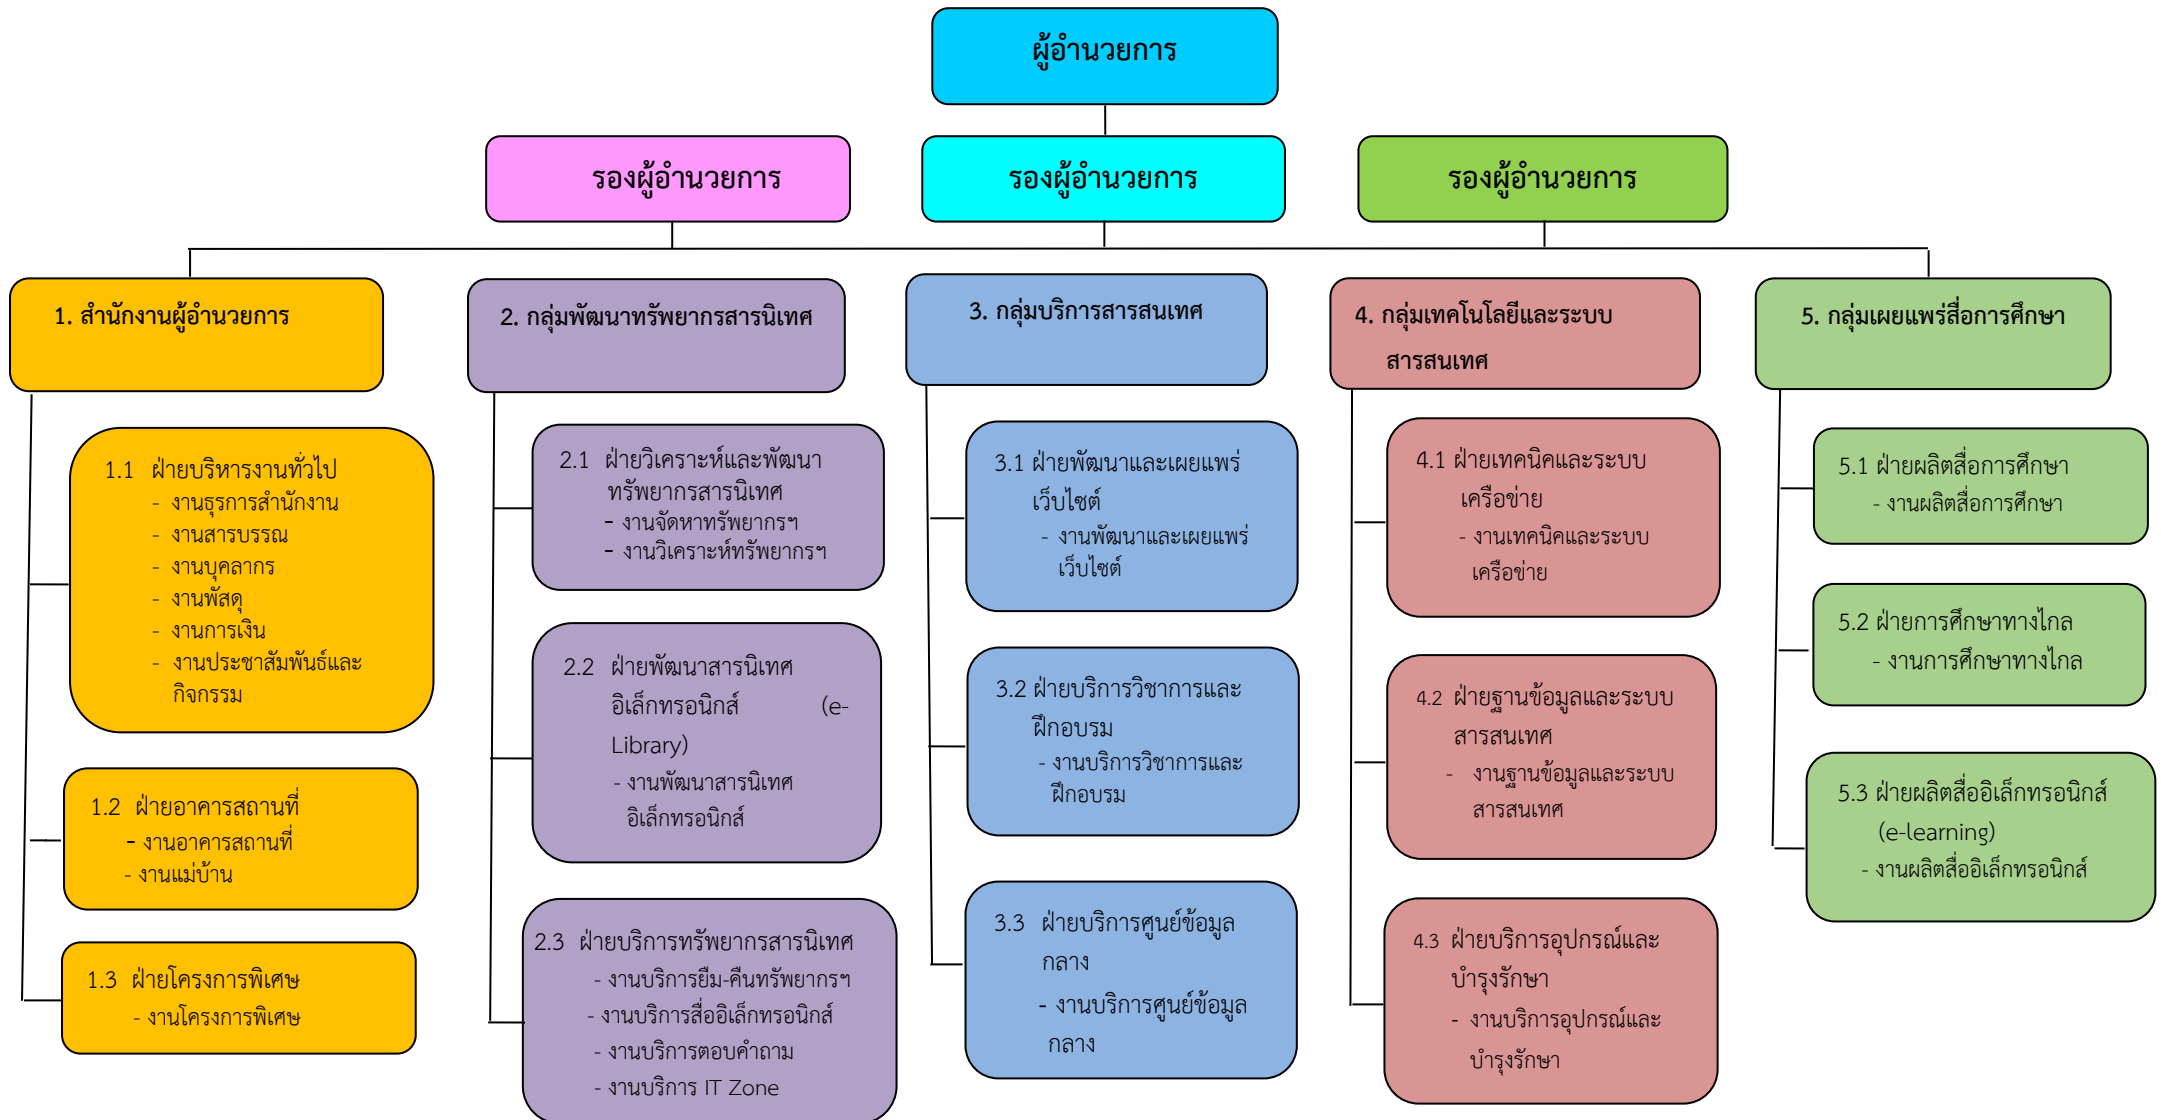 ผู้อำนวยการ
รองผู้อำนวยการ
รองผู้อำนวยการ
รองผู้อำนวยการ
1. สำนักงานผู้อำนวยการ
1.1 ฝ่ายบริหารงานทั่วไป
- งานธุรการสำนักงาน
- งานสารบรรณ
- งานบุคลากร
- งานพัสดุ
- งานการเงิน
- งานประชาสัมพันธ์และ
กิจกรรม
1.2 ฝ่ายอาคารสถานที่
- งานอาคารสถานที่
- งานแม่บ้าน
1.3 ฝ่ายโครงการพิเศษ
- งานโครงการพิเศษ
2. กลุ่มพัฒนาทรัพยากรสารนิเทศ
2.1 ฝ่ายวิเคราะห์และพัฒนา
ทรัพยากรสารนิเทศ
- งานจัดหาทรัพยากรฯ
- งานวิเคราะห์ทรัพยากรฯ
2.2 ฝ่ายพัฒนาสารนิเทศ
อิเล็กทรอนิกส์ (e-
Library)
- งานพัฒนาสารนิเทศ
อิเล็กทรอนิกส์
2.3 ฝ่ายบริการทรัพยากรสารนิเทศ
- งานบริการยืม-คืนทรัพยากรฯ
- งานบริการสื่ออิเล็กทรอนิกส์
- งานบริการตอบคำถาม
- งานบริการ IT Zone
3. กลุ่มบริการสารสนเทศ
3.1 ฝ่ายพัฒนาและเผยแพร่
เว็บไซต์
- งานพัฒนาและเผยแพร่
เว็บไซต์
3.2 ฝ่ายบริการวิชาการและ
ฝึกอบรม
- งานบริการวิชาการและ
ฝึกอบรม
3.3 ฝ่ายบริการศูนย์ข้อมูล
กลาง
- งานบริการศูนย์ข้อมูล
กลาง
4. กลุ่มเทคโนโลยีและระบบ
สารสนเทศ
4.1 ฝ่ายเทคนิคและระบบ
เครือข่าย
- งานเทคนิคและระบบ
เครือข่าย
4.2 ฝ่ายฐานข้อมูลและระบบ
สารสนเทศ
- งานฐานข้อมูลและระบบ
สารสนเทศ
4.3 ฝ่ายบริการอุปกรณ์และ
บำรุงรักษา
- งานบริการอุปกรณ์และ
บำรุงรักษา
5. กลุ่มเผยแพร่สื่อการศึกษา
5.1 ฝ่ายผลิตสื่อการศึกษา
- งานผลิตสื่อการศึกษา
5.2 ฝ่ายการศึกษาทางไกล
- งานการศึกษาทางไกล
5.3 ฝ่ายผลิตสื่ออิเล็กทรอนิกส์
(e-learning)
- งานผลิตสื่ออิเล็กทรอนิกส์